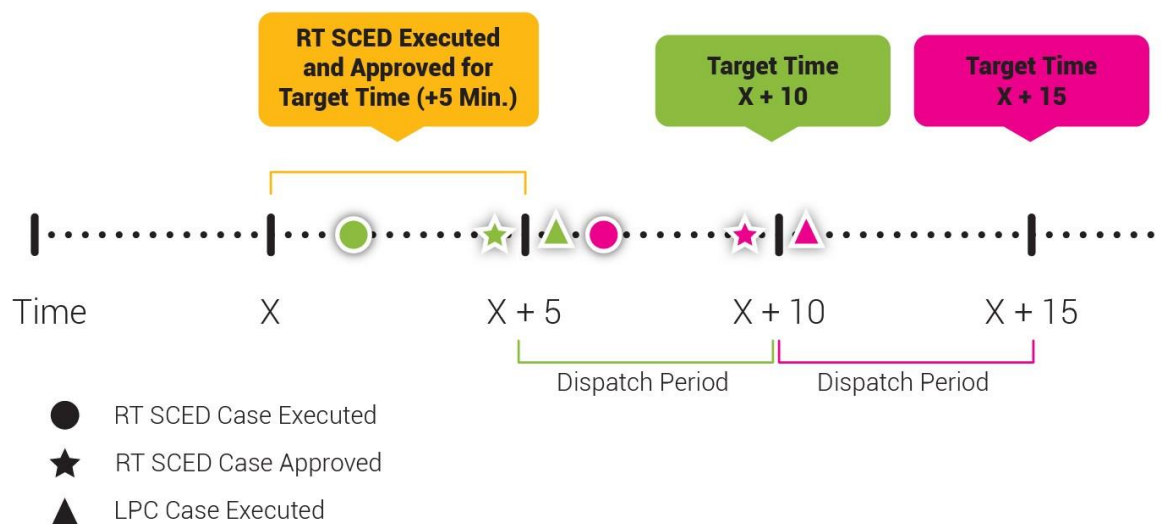 RT SCED Executed
and Approved for
Target Time (+5 Min.)
Target Time
X + 10
Target Time
X + 15
Time
X
X + 5
X + 10
X + 15
Dispatch Period
Dispatch Period
RT SCED Case Executed
RT SCED Case Approved
LPC Case Executed